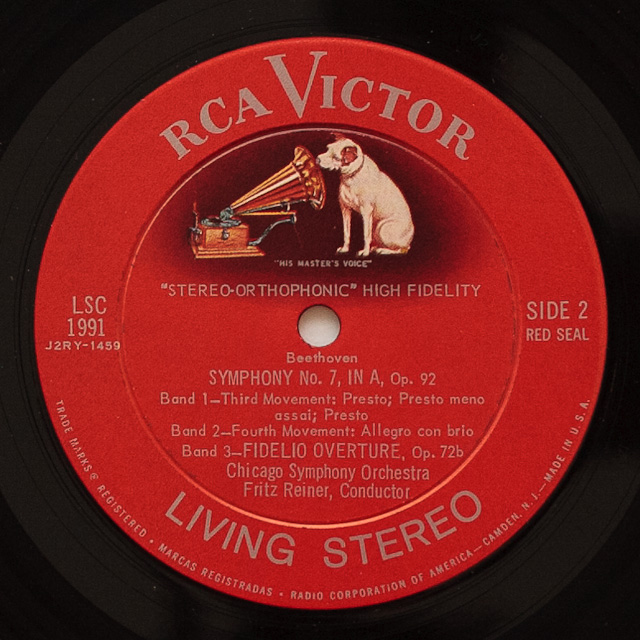 RCA VICTOR
"HIS MASTER'S VOICE"
"STEREO-ORTHOPHONIC" HIGH FIDELITY
LSC
1991
J2RY-1459
SIDE 2
RED SEAL
Beethoven
SYMPHONY No. 7, IN A, Op. 92
Band 1—Third Movement: Presto; Presto meno
assai; Presto
Band 2—Fourth Movement: Allegro con brio
Band 3—FIDELIO OVERTURE, Op. 72b
Chicago Symphony Orchestra
Fritz Reiner, Conductor
LIVING STEREO
TRADE MARKS ® REGISTERED • MARCAS REGISTRADAS • RADIO CORPORATION OF AMERICA—CAMDEN, N. J.—MADE IN U. S. A.